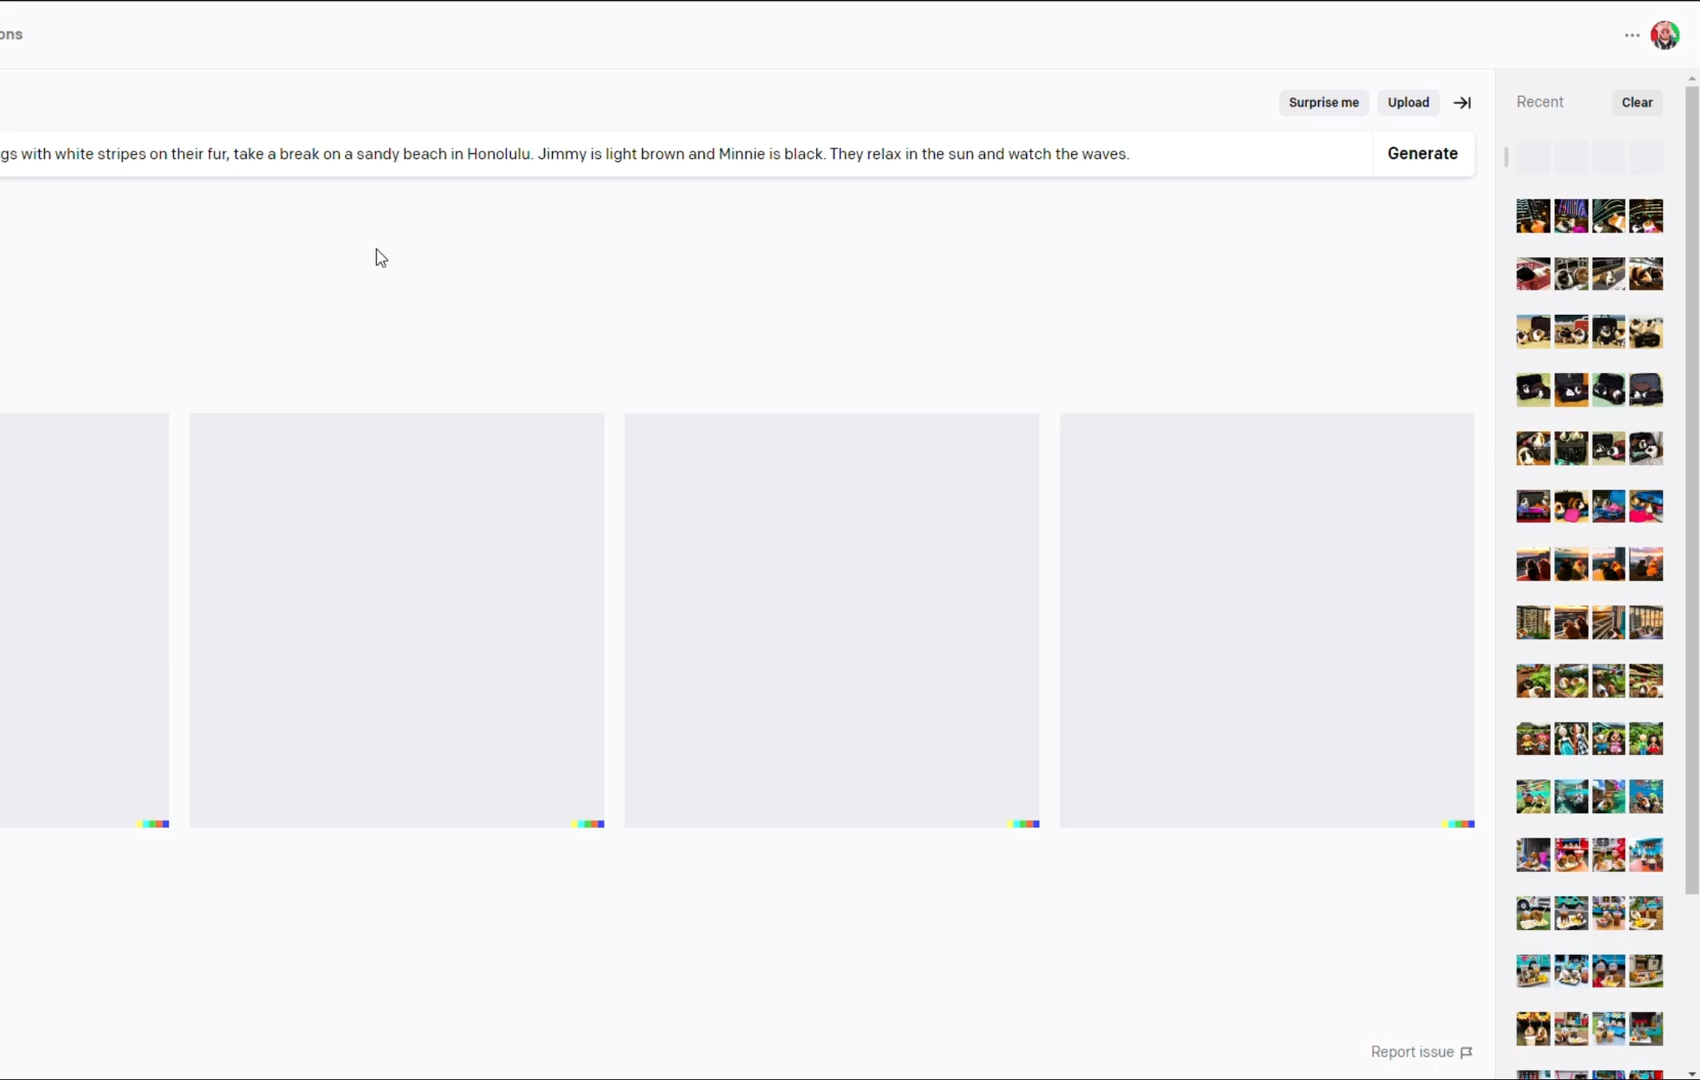 ons
Surprise me Upload
Recent Clear
gs with white stripes on their fur, take a break on a sandy beach in Honolulu. Jimmy is light brown and Minnie is black. They relax in the sun and watch the waves.
Generate
Report issue